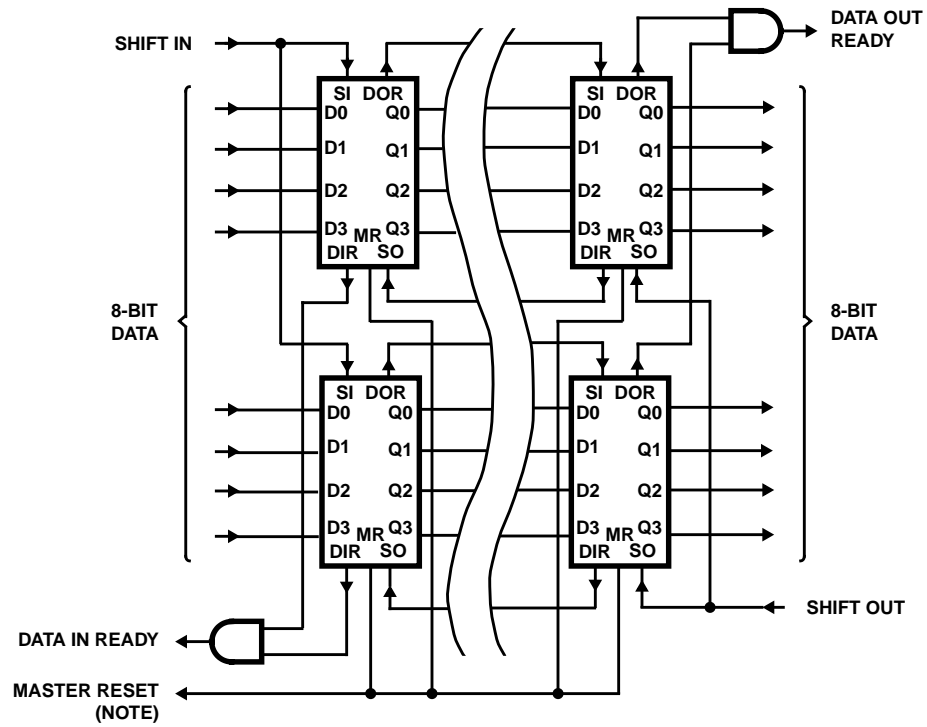 SHIFT IN
DATA OUT
READY
SI DOR
D0 Q0
D1 Q1
D2 Q2
D3 Q3
MR
DIR SO
SI DOR
D0 Q0
D1 Q1
D2 Q2
D3 Q3
MR
DIR SO
8-BIT
DATA
8-BIT
DATA
SI DOR
D0 Q0
D1 Q1
D2 Q2
D3 Q3
MR
DIR SO
SI DOR
D0 Q0
D1 Q1
D2 Q2
D3 Q3
MR
DIR SO
SHIFT OUT
DATA IN READY
MASTER RESET
(NOTE)